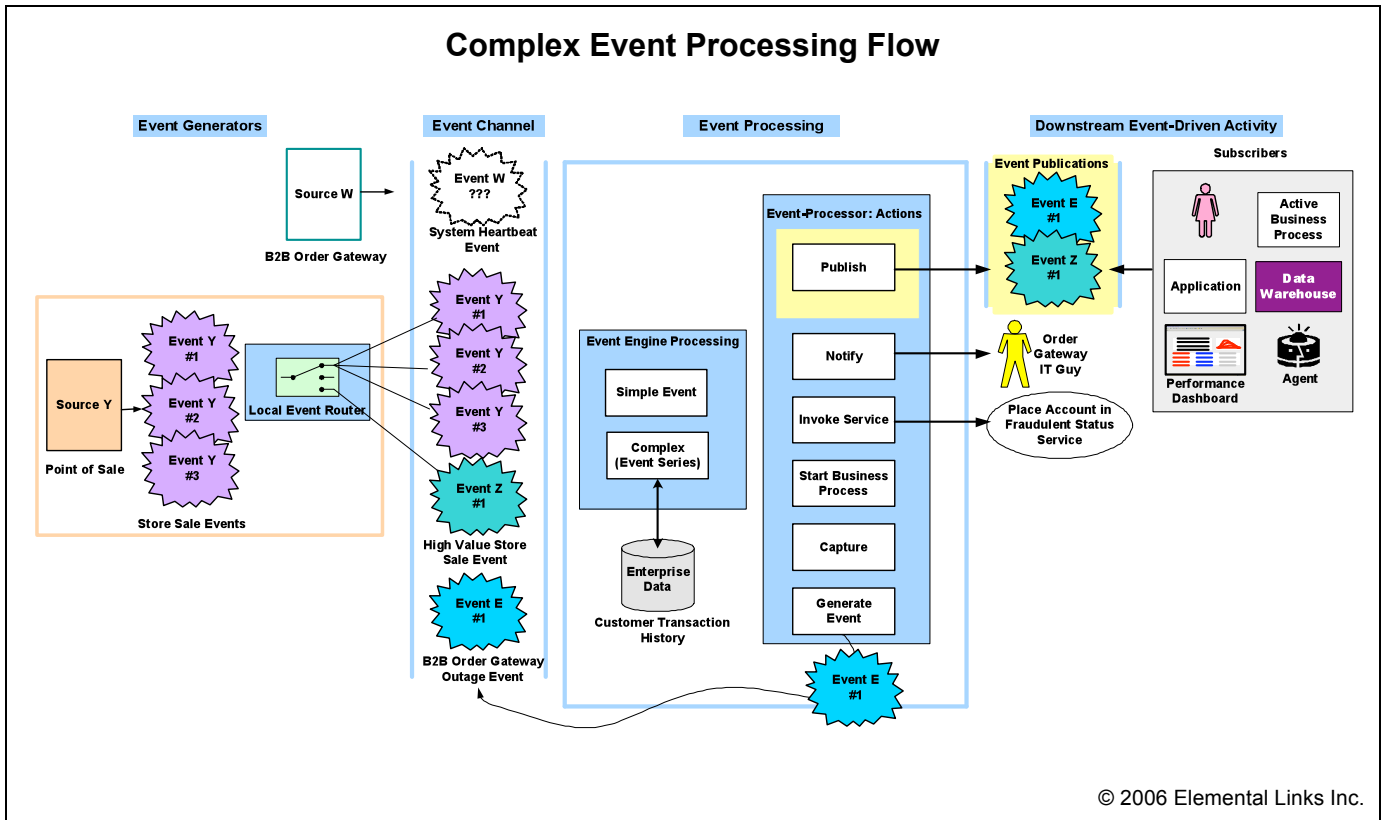 Complex Event Processing Flow
Event Generators
Event Channel
Event Processing
Downstream Event-Driven Activity
Source W
B2B Order Gateway
Source Y
Point of Sale
Event Y
#1
Event Y
#2
Event Y
#3
Store Sale Events
Local Event Router
Event W
???
System Heartbeat
Event
Event Y
#1
Event Y
#2
Event Y
#3
Event Z
#1
High Value Store
Sale Event
Event E
#1
B2B Order Gateway
Outage Event
Event Engine Processing
Simple Event
Complex
(Event Series)
Enterprise
Data
Customer Transaction
History
Event-Processor: Actions
Publish
Notify
Invoke Service
Start Business
Process
Capture
Generate
Event
Event E
#1
Event Publications
Event E
#1
Event Z
#1
Order
Gateway
IT Guy
Place Account in
Fraudulent Status
Service
Subscribers
Active
Business
Process
Application
Data
Warehouse
Performance
Dashboard
Agent
© 2006 Elemental Links Inc.